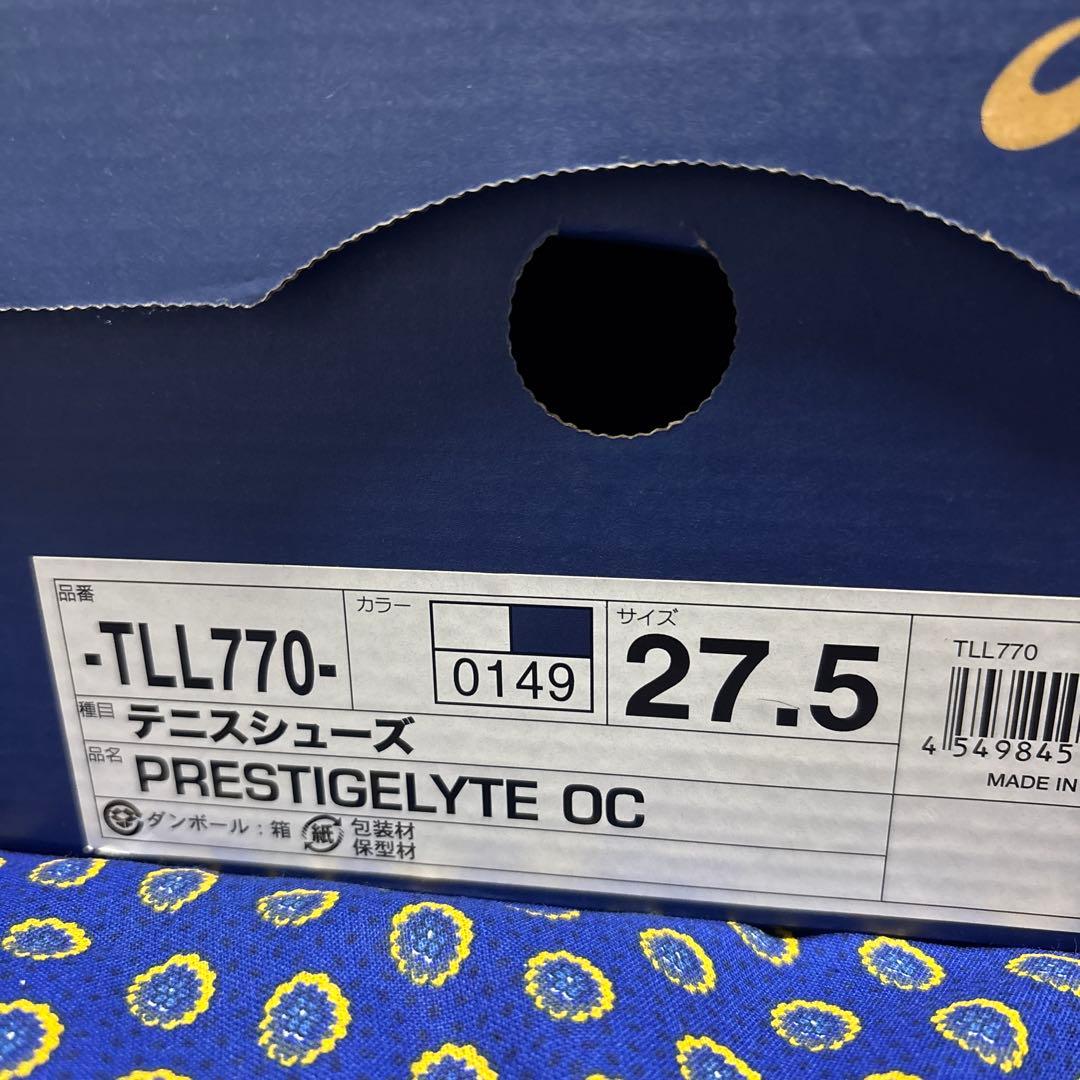 品番
-TLL770-
カラー
0149
サイズ
27.5
TLL770
4 549845
MADE IN
種目 テニスシューズ
品名 PRESTIGELYTE OC
ダンボール:箱 紙 包装材
保型材